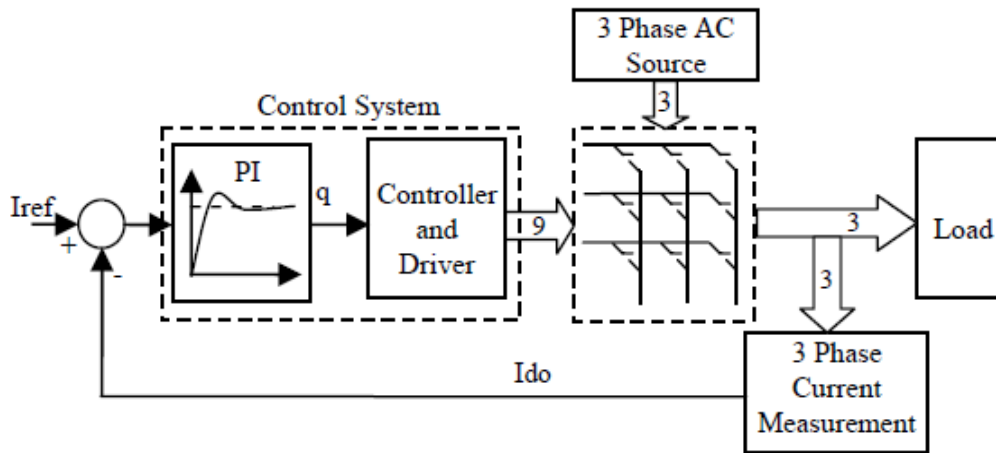 3 Phase AC
Source
3
Control System
PI
q
Iref
+
-
Controller
and
Driver
9
3
3
Load
Ido
3 Phase
Current
Measurement